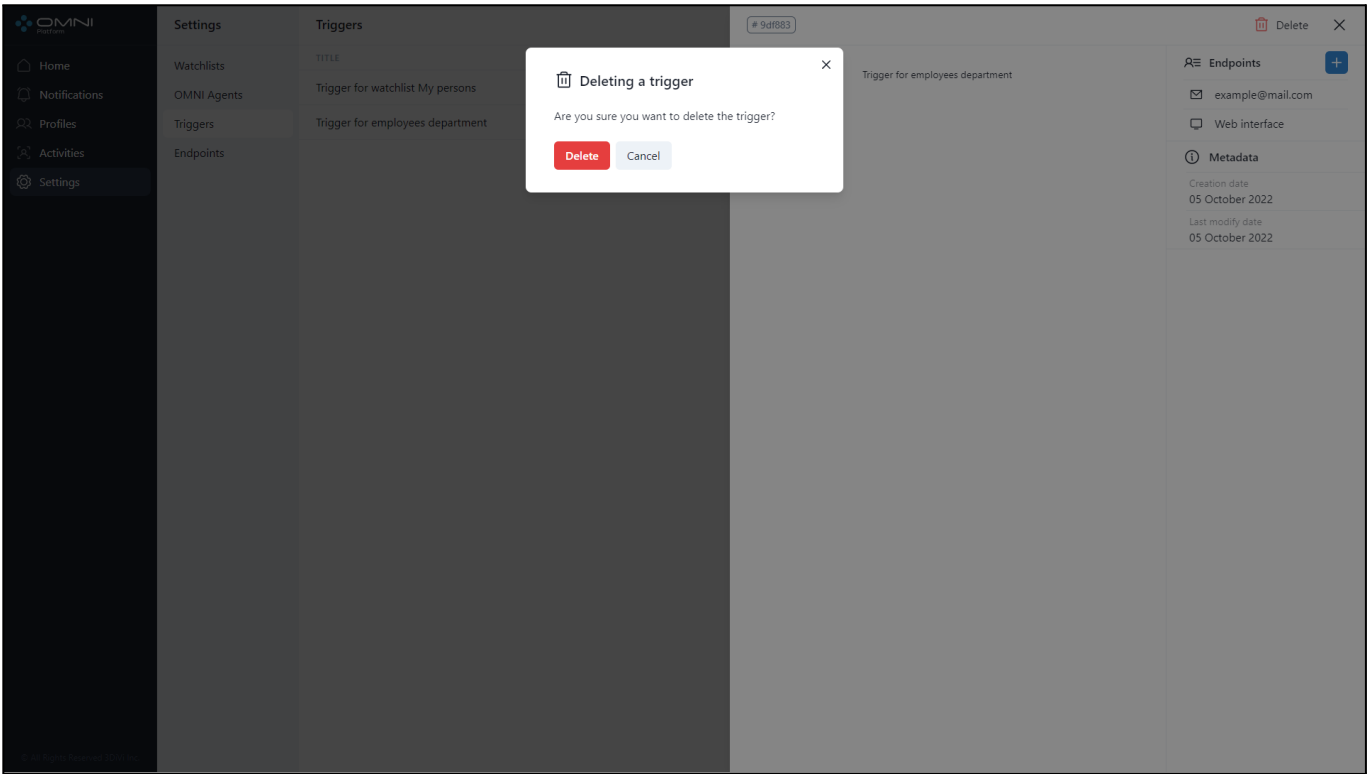 OMNI
Platform
Home
Notifications
Profiles
Activities
Settings
Settings
Watchlists
OMNI Agents
Triggers
Endpoints
Triggers
TITLE
Trigger for watchlist My persons
Trigger for employees department
Deleting a trigger
Are you sure you want to delete the trigger?
Delete
Cancel
# 9df883
Delete
Trigger for employees department
Endpoints
example@mail.com
Web interface
Metadata
Creation date
05 October 2022
Last modify date
05 October 2022